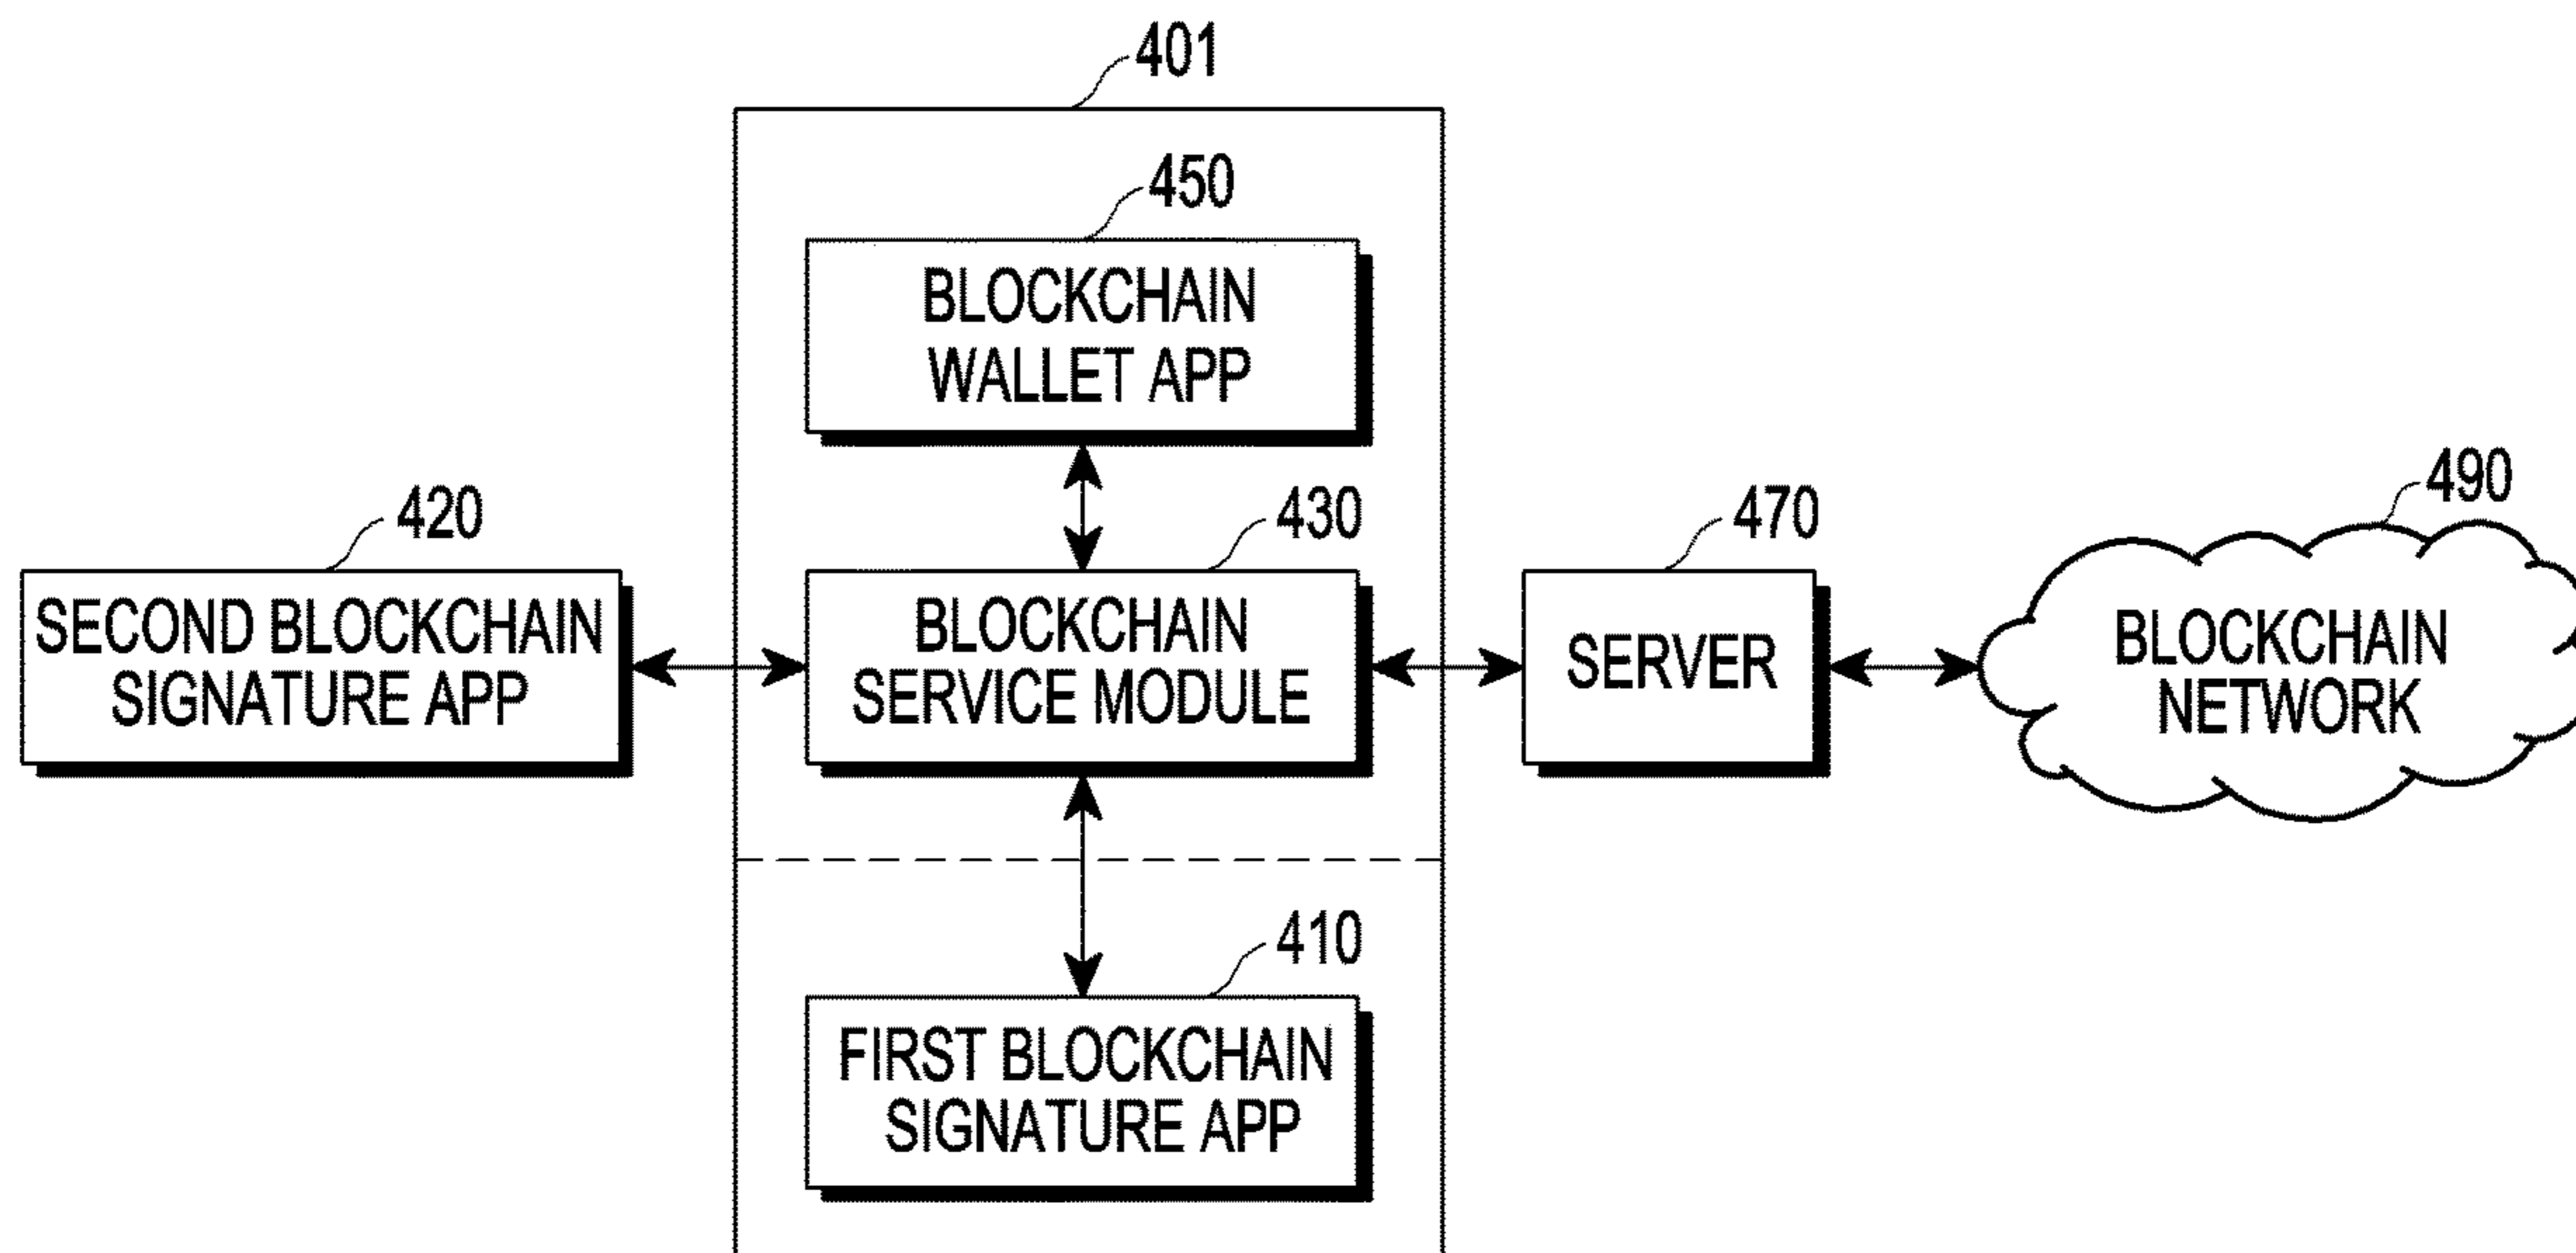 401
450
BLOCKCHAIN
WALLET APP
420
SECOND BLOCKCHAIN
SIGNATURE APP
430
BLOCKCHAIN
SERVICE MODULE
470
SERVER
490
BLOCKCHAIN
NETWORK
410
FIRST BLOCKCHAIN
SIGNATURE APP